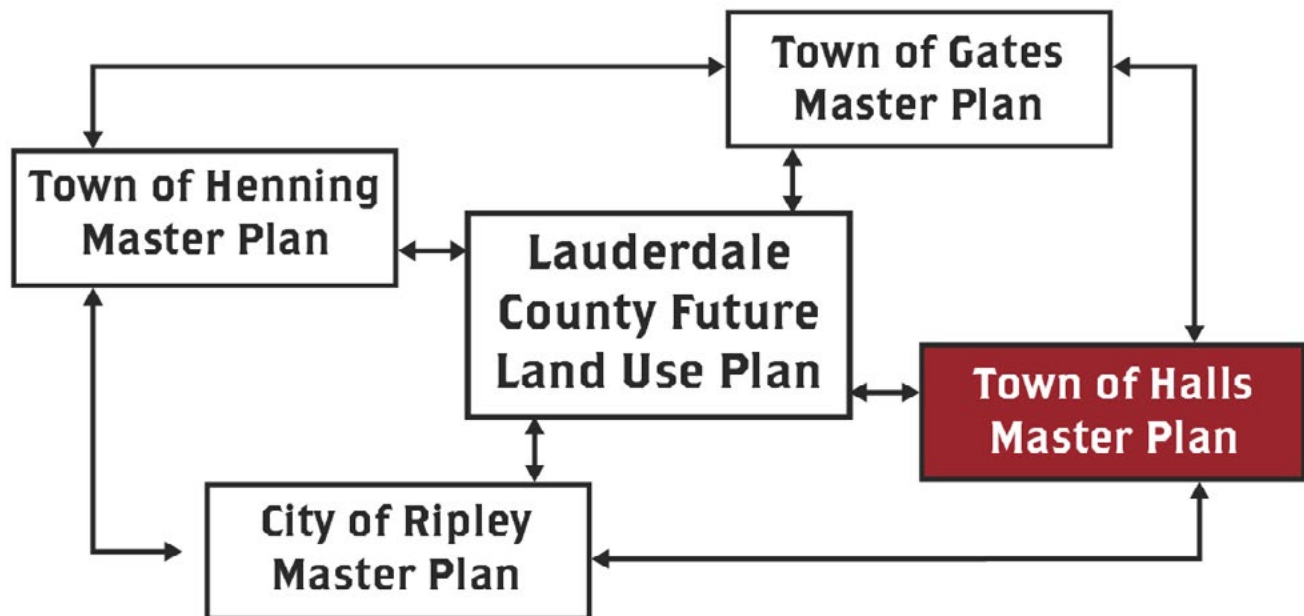 Town of Gates
Master Plan
Town of Henning
Master Plan
Lauderdale
County Future
Land Use Plan
Town of Halls
Master Plan
City of Ripley
Master Plan